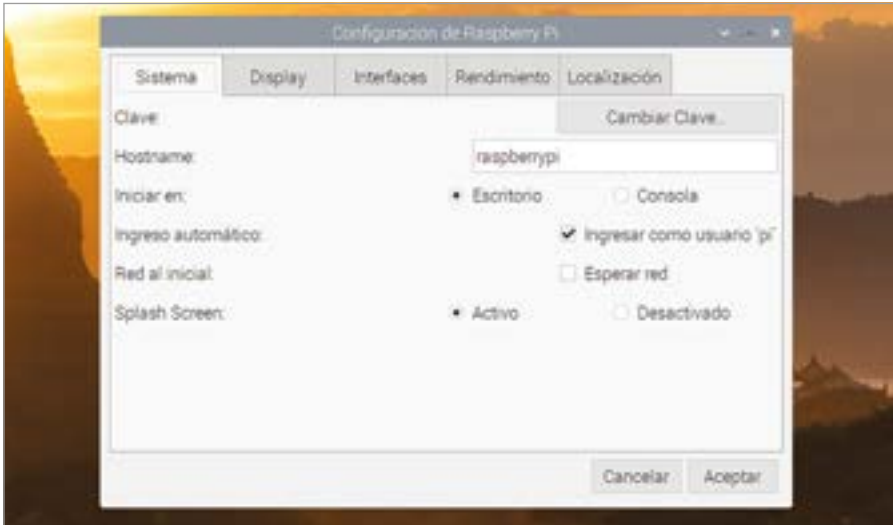 Configuración de Raspberry Pi
Sistema Display Interfaces Rendimiento Localización
Clave: Cambiar Clave...
Hostname: raspberrypi
Iniciar en: Escritorio Consola
Ingreso automático: Ingresar como usuario 'pi'
Red al inicial: Esperar red
Splash Screen: Activo Desactivado
Cancelar Aceptar